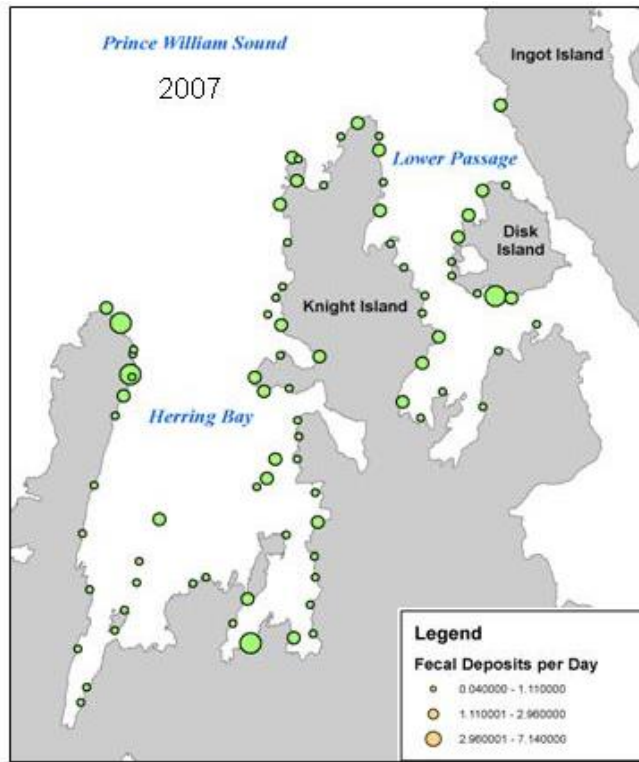 Prince William Sound
2007
Ingot Island
Lower Passage
Disk
Island
Knight Island
Herring Bay
Legend
Fecal Deposits per Day
0.040000 - 1.110000
1.110001 - 2.960000
2.960001 - 7.140000